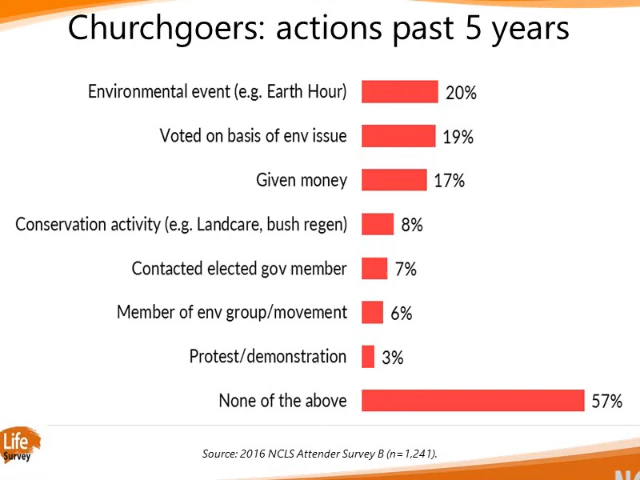 Churchgoers: actions past 5 years
Environmental event (e.g. Earth Hour) 20%
Voted on basis of env issue 19%
Given money 17%
Conservation activity (e.g. Landcare, bush regen) 8%
Contacted elected gov member 7%
Member of env group/movement 6%
Protest/demonstration 3%
None of the above 57%
Life
Survey
Source: 2016 NCLS Attender Survey B (n=1,241).